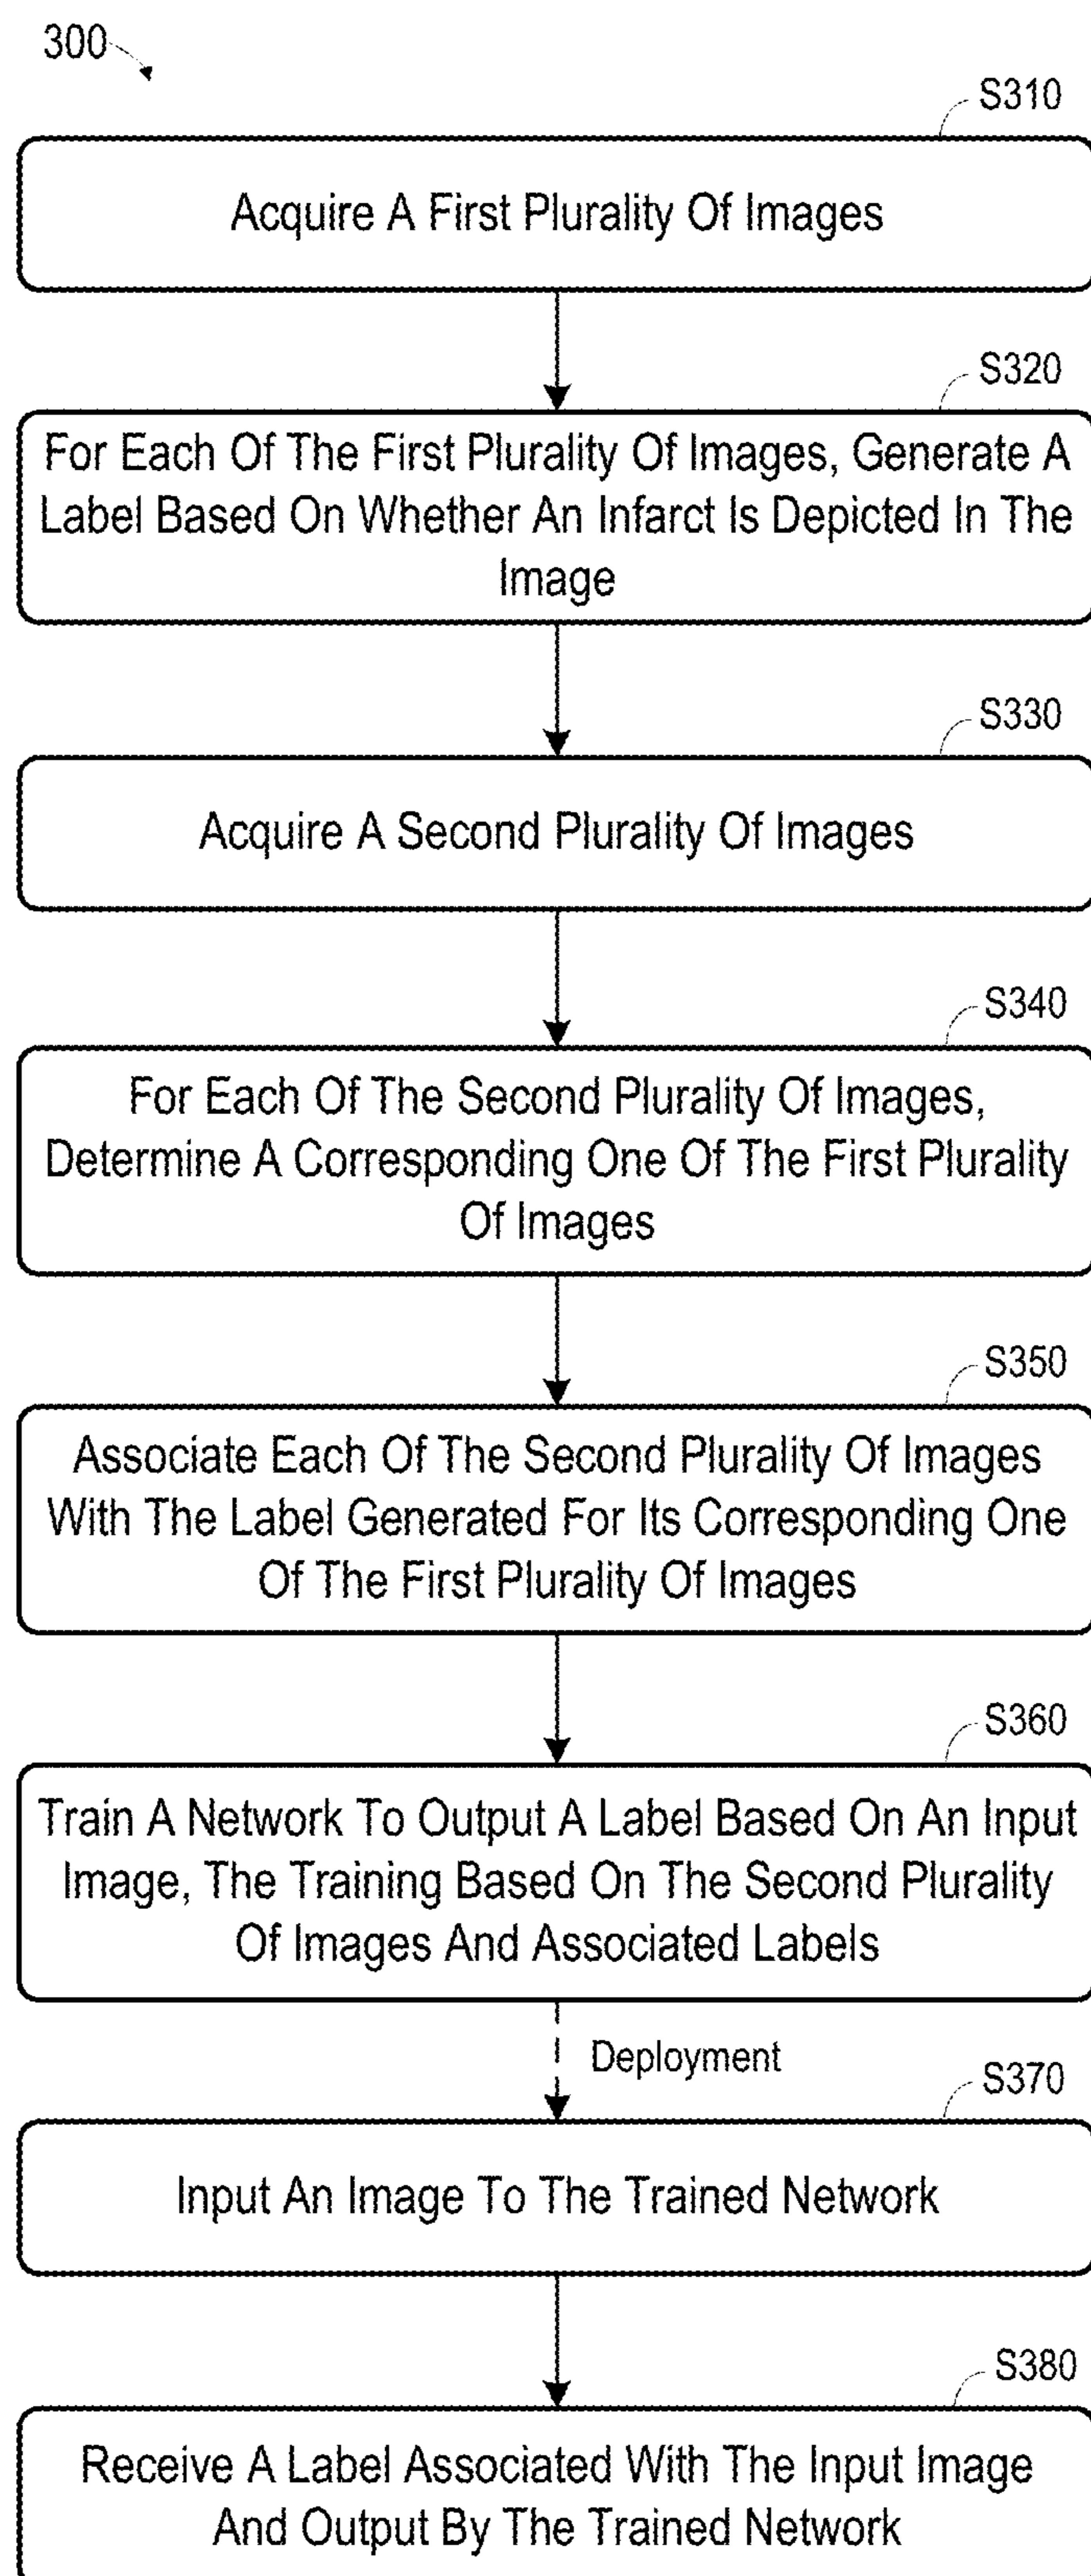 300
S310
Acquire A First Plurality Of Images
S320
For Each Of The First Plurality Of Images, Generate A
Label Based On Whether An Infarct Is Depicted In The
Image
S330
Acquire A Second Plurality Of Images
S340
For Each Of The Second Plurality Of Images,
Determine A Corresponding One Of The First Plurality
Of Images
S350
Associate Each Of The Second Plurality Of Images
With The Label Generated For Its Corresponding One
Of The First Plurality Of Images
S360
Train A Network To Output A Label Based On An Input
Image, The Training Based On The Second Plurality
Of Images And Associated Labels
Deployment
S370
Input An Image To The Trained Network
S380
Receive A Label Associated With The Input Image
And Output By The Trained Network